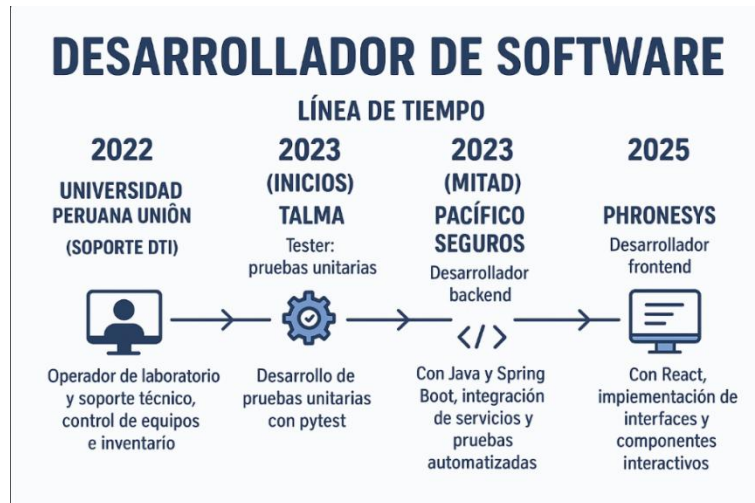 DESARROLLADOR DE SOFTWARE
LÍNEA DE TIEMPO
2022
UNIVERSIDAD
PERUANA UNIÔN
(SOPORTE DTI)
Operador de laboratorio
y soporte técnico,
control de equipos
e inventario
2023
(INICIOS)
TALMA
Tester:
pruebas unitarias
Desarrollo de
pruebas unitarias
con pytest
2023
(MITAD)
PACÍFICO
SEGUROS
Desarrollador
backend
</>
Con Java y Spring
Boot, integración
de servicios y
pruebas
automatizadas
2025
PHRONESYS
Desarrollador
frontend
Con React,
implementación de
interfaces y
componentes
interactivos